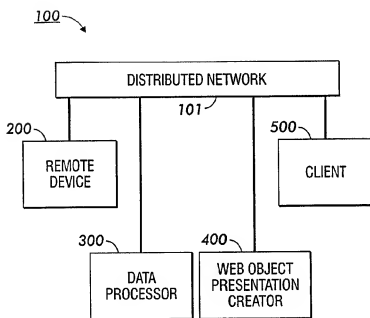 100
DISTRIBUTED NETWORK
101
200
REMOTE
DEVICE
500
CLIENT
300
DATA
PROCESSOR
400
WEB OBJECT
PRESENTATION
CREATOR